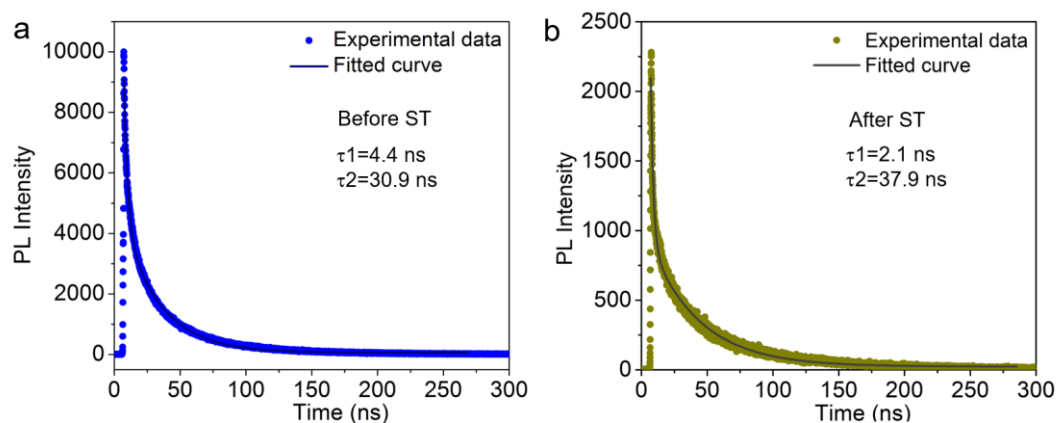 a
10000
8000
6000
4000
2000
0
PL Intensity
0 50 100 150 200 250 300
Time (ns)
Experimental data
Fitted curve
Before ST
τ1=4.4 ns
τ2=30.9 ns
b
2500
2000
1500
1000
500
0
PL Intensity
0 50 100 150 200 250 300
Time (ns)
Experimental data
Fitted curve
After ST
τ1=2.1 ns
τ2=37.9 ns